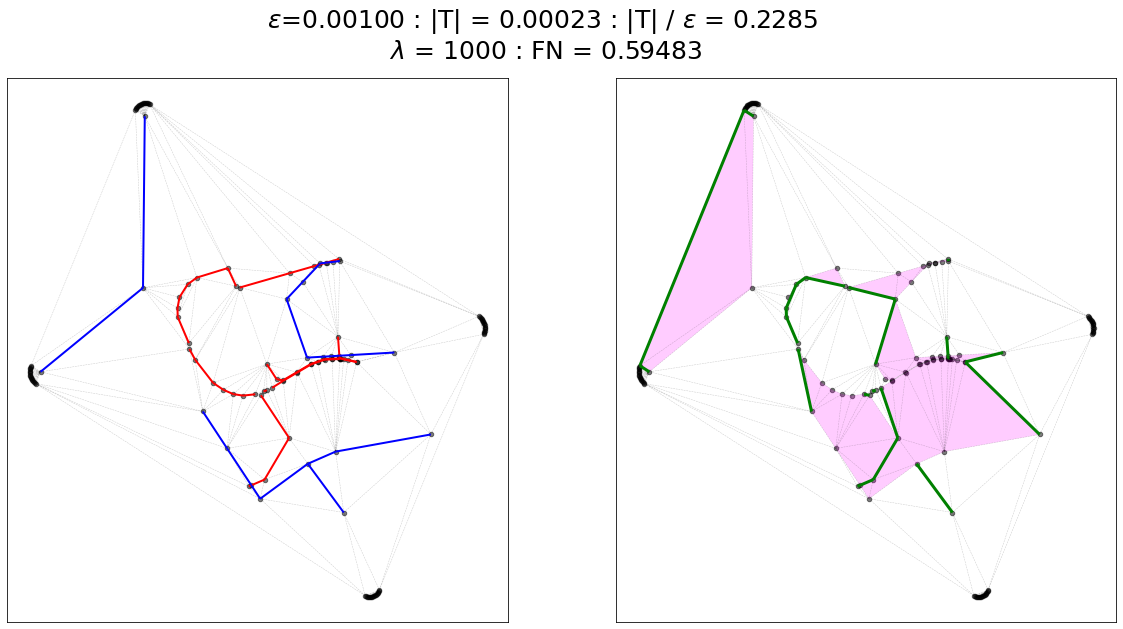 ε=0.00100 : |T| = 0.00023 : |T| / ε = 0.2285
λ = 1000 : FN = 0.59483